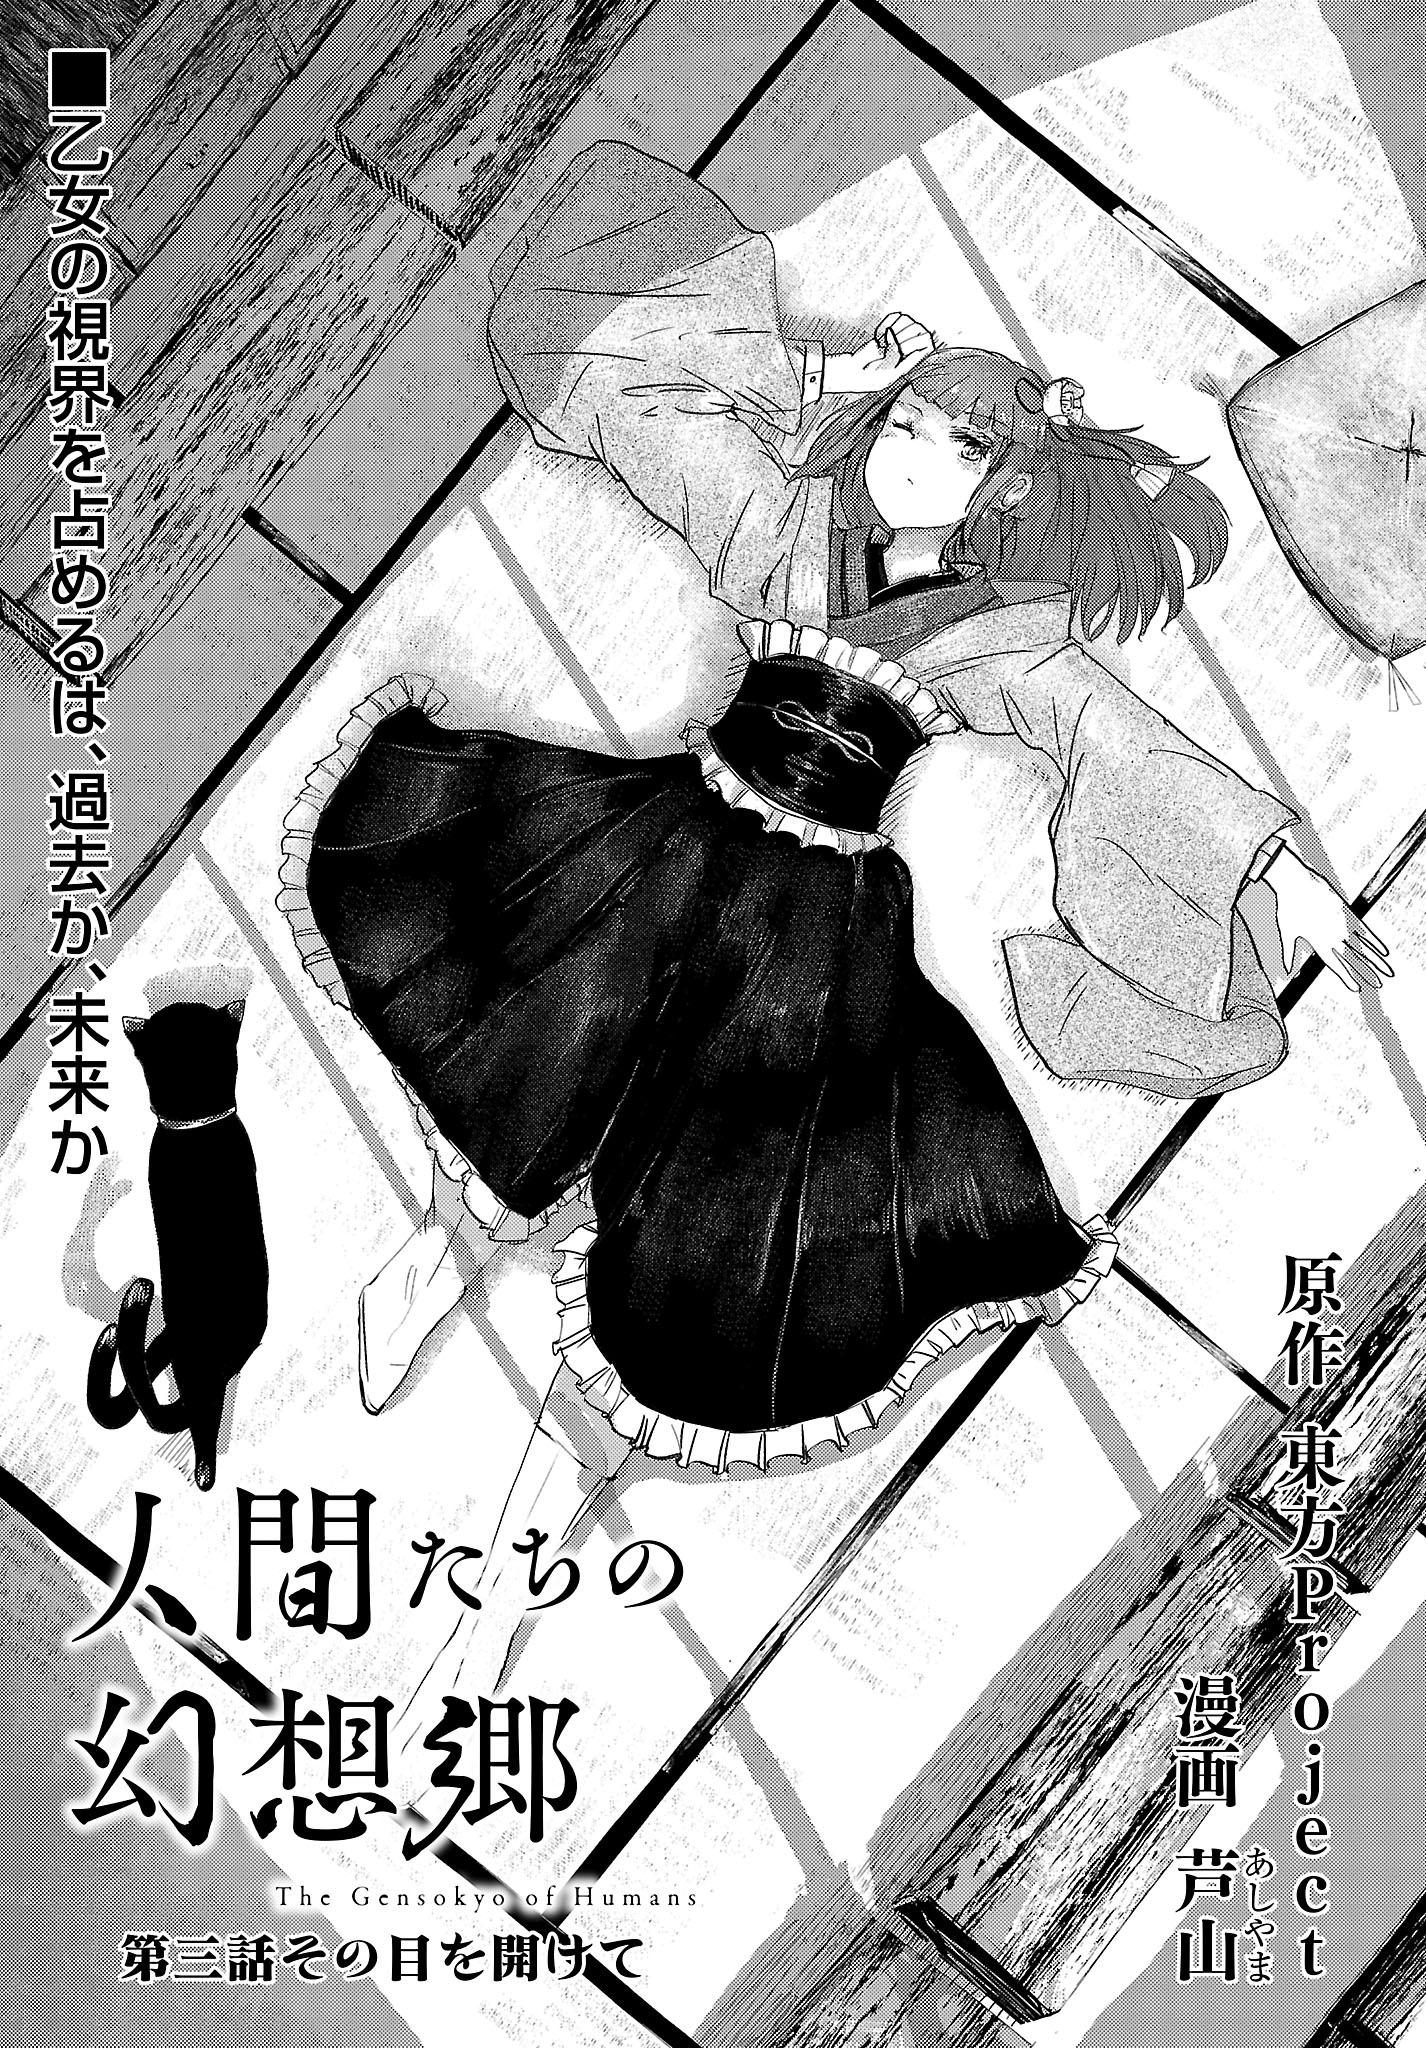 ■乙女の視界を占めるは、過去か、未来か
原作 東方Project
漫画 芦山
あしやま
人間たちの
幻想郷
The Gensokyo of Humans
第三話その目を開けて